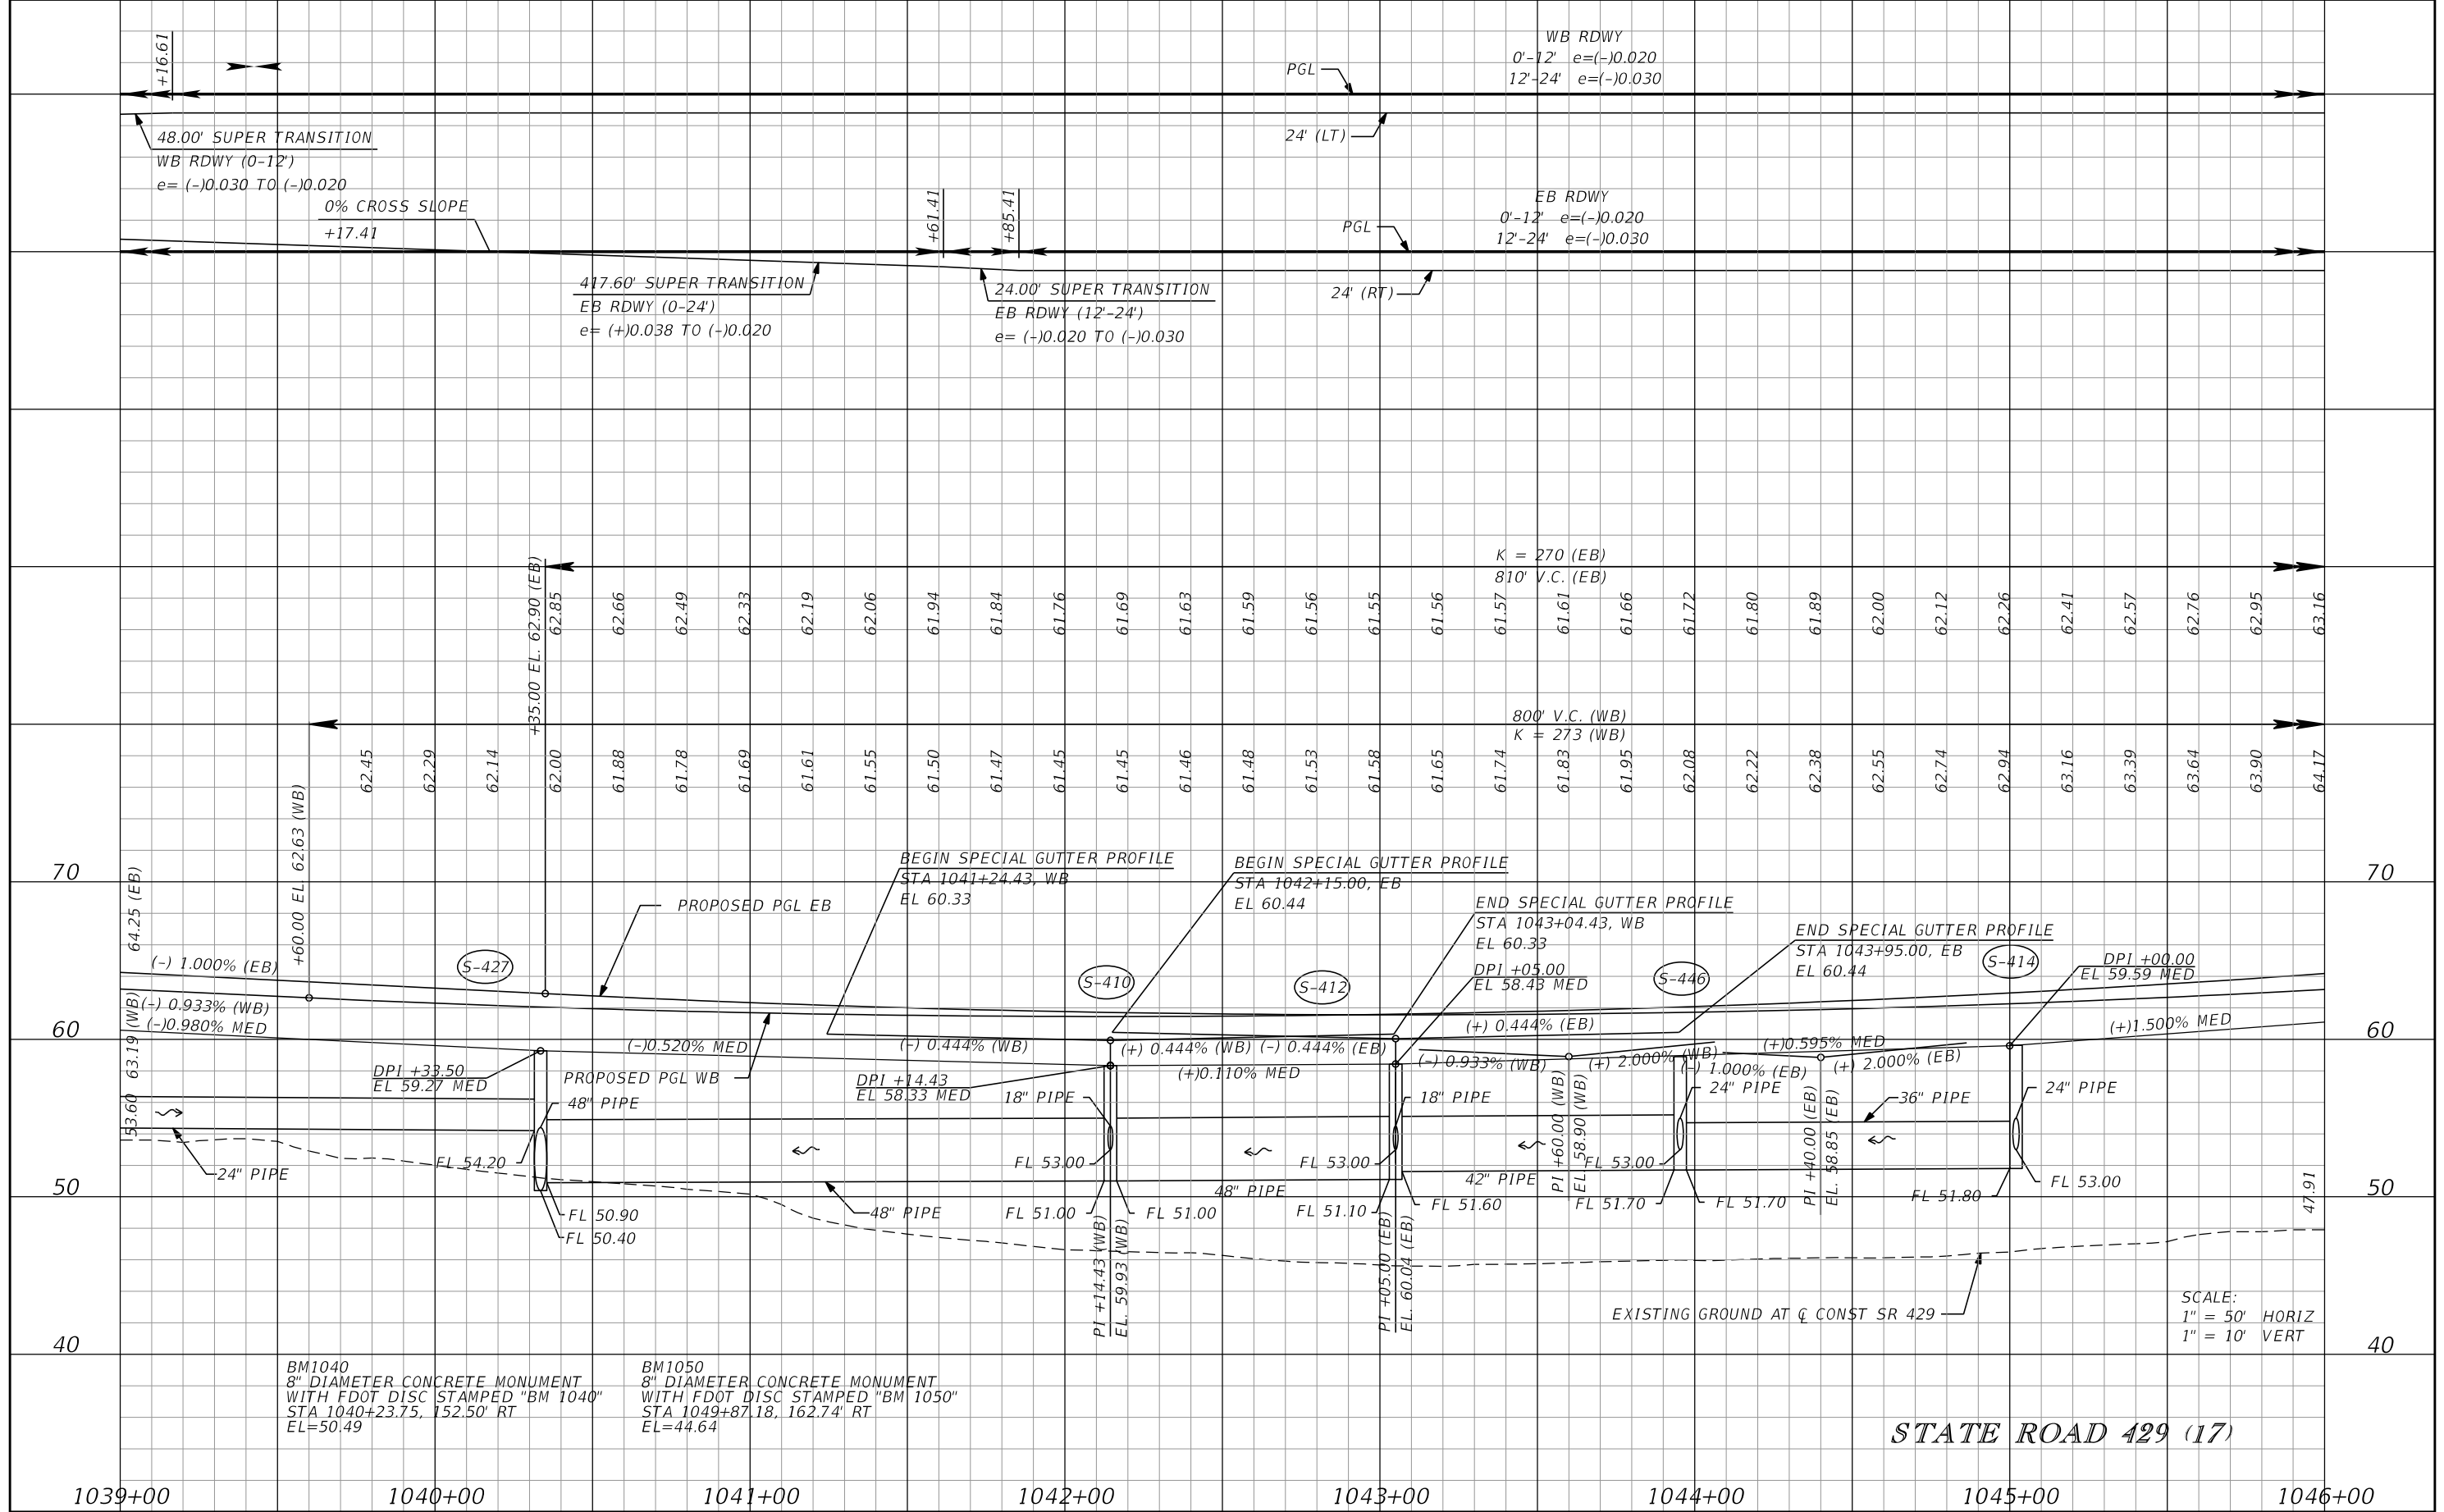 +16.61
WB RDWY
0'-12' e=(-)0.020
12'-24' e=(-)0.030
PGL
24' (LT)
48.00' SUPER TRANSITION
WB RDWY (0-12')
e= (-)0.030 TO (-)0.020
0% CROSS SLOPE
+17.41
+61.41
+85.41
EB RDWY
0'-12' e=(-)0.020
12'-24' e=(-)0.030
PGL
24' (RT)
417.60' SUPER TRANSITION
EB RDWY (0-24')
e= (+)0.038 TO (-)0.020
24.00' SUPER TRANSITION
EB RDWY (12'-24')
e= (-)0.020 TO (-)0.030
K = 270 (EB)
810' V.C. (EB)
+35.00 EL. 62.90 (EB)
62.85 62.66 62.49 62.33 62.19 62.06 61.94 61.84 61.76 61.69 61.63 61.59 61.56 61.55 61.56 61.57 61.61 61.66 61.72 61.80 61.89 62.00 62.12 62.26 62.41 62.57 62.76 62.95 63.16
800' V.C. (WB)
K = 273 (WB)
+60.00 EL. 62.63 (WB)
62.45 62.29 62.14 62.00 61.88 61.78 61.69 61.61 61.55 61.50 61.47 61.45 61.45 61.46 61.48 61.53 61.58 61.65 61.74 61.83 61.95 62.08 62.22 62.38 62.55 62.74 62.94 63.16 63.39 63.64 63.90 64.17
70
70
64.25 (EB)
63.19 (WB)
53.60
BEGIN SPECIAL GUTTER PROFILE
STA 1041+24.43, WB
EL 60.33
BEGIN SPECIAL GUTTER PROFILE
STA 1042+15.00, EB
EL 60.44
END SPECIAL GUTTER PROFILE
STA 1043+04.43, WB
EL 60.33
DPI +05.00
EL 58.43 MED
END SPECIAL GUTTER PROFILE
STA 1043+95.00, EB
EL 60.44
DPI +00.00
EL 59.59 MED
PROPOSED PGL EB
S-427
S-410
S-412
S-446
S-414
(-) 1.000% (EB)
(-) 0.933% (WB)
(-)0.980% MED
60
60
(-)0.520% MED
(-) 0.444% (WB)
(+) 0.444% (WB)
(-) 0.444% (EB)
(+) 0.444% (EB)
(+)0.110% MED
(-) 0.933% (WB)
(+) 2.000% (WB)
(+)0.595% MED
(-) 1.000% (EB)
(+) 2.000% (EB)
(+)1.500% MED
DPI +33.50
EL 59.27 MED
PROPOSED PGL WB
DPI +14.43
EL 58.33 MED
48" PIPE
18" PIPE
18" PIPE
24" PIPE
36" PIPE
24" PIPE
24" PIPE
FL 54.20
FL 53.00
FL 53.00
FL 53.00
FL 53.00
48" PIPE
48" PIPE
42" PIPE
FL 50.90
FL 50.40
FL 51.00
FL 51.00
FL 51.10
FL 51.60
FL 51.70
FL 51.70
FL 51.80
PI +14.43 (WB)
EL. 59.93 (WB)
PI +05.00 (EB)
EL. 60.04 (EB)
PI +60.00 (WB)
EL. 58.90 (WB)
PI +40.00 (EB)
EL. 58.85 (EB)
47.91
50
50
EXISTING GROUND AT ℄ CONST SR 429
SCALE:
1" = 50' HORIZ
1" = 10' VERT
40
40
BM1040
8" DIAMETER CONCRETE MONUMENT
WITH FDOT DISC STAMPED "BM 1040"
STA 1040+23.75, 152.50' RT
EL=50.49
BM1050
8" DIAMETER CONCRETE MONUMENT
WITH FDOT DISC STAMPED "BM 1050"
STA 1049+87.18, 162.74' RT
EL=44.64
STATE ROAD 429 (17)
1039+00 1040+00 1041+00 1042+00 1043+00 1044+00 1045+00 1046+00